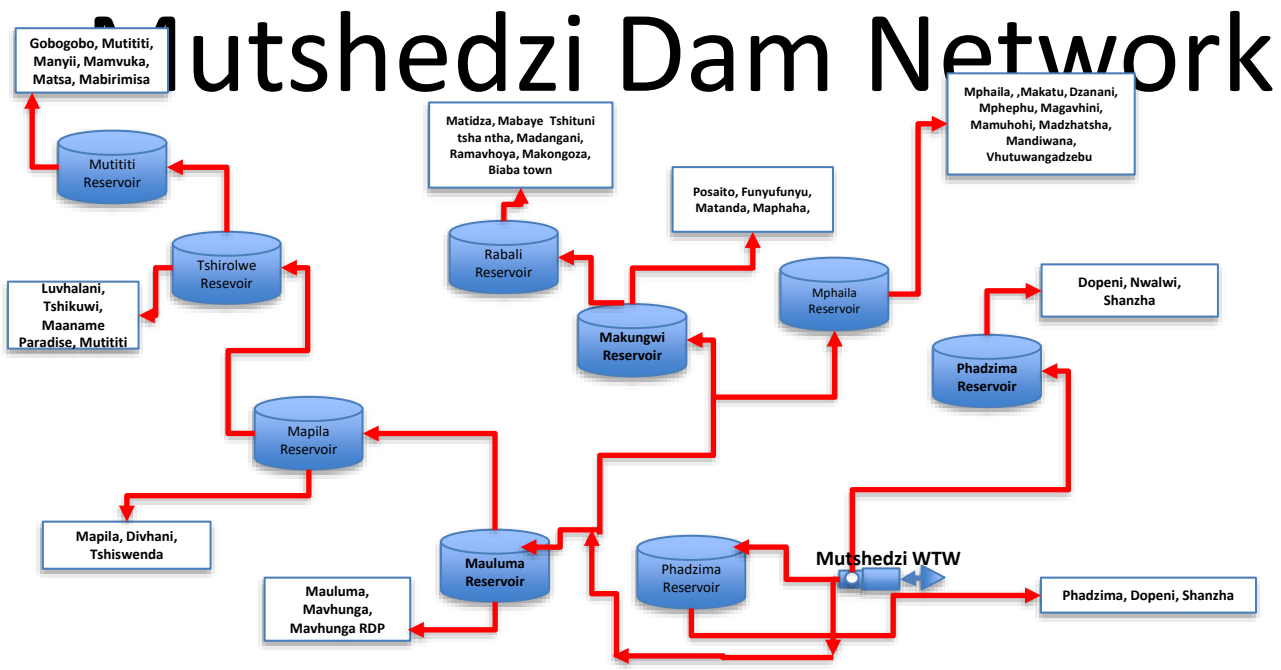 Mutshedzi Dam Network
Gobogobo, Mutititi,
Manyii, Mamvuka,
Matsa, Mabirimisa
Mphaila, ,Makatu, Dzanani,
Mphephu, Magavhini,
Mamuhohi, Madzhatsha,
Mandiwana,
Vhutuwangadzebu
Matidza, Mabaye  Tshituni
tsha ntha, Madangani,
Ramavhoya, Makongoza,
Biaba town
Mutititi
Reservoir
Posaito, Funyufunyu,
Matanda, Maphaha,
Tshirolwe
Resevoir
Rabali
Reservoir
Mphaila
Reservoir
Dopeni, Nwalwi,
Shanzha
Luvhalani,
Tshikuwi,
Maaname
Paradise, Mutititi
Makungwi
Reservoir
Phadzima
Reservoir
Mapila
Reservoir
Mapila, Divhani,
Tshiswenda
Mauluma
Reservoir
Phadzima
Reservoir
Mutshedzi WTW
Mauluma,
Mavhunga,
Mavhunga RDP
Phadzima, Dopeni, Shanzha